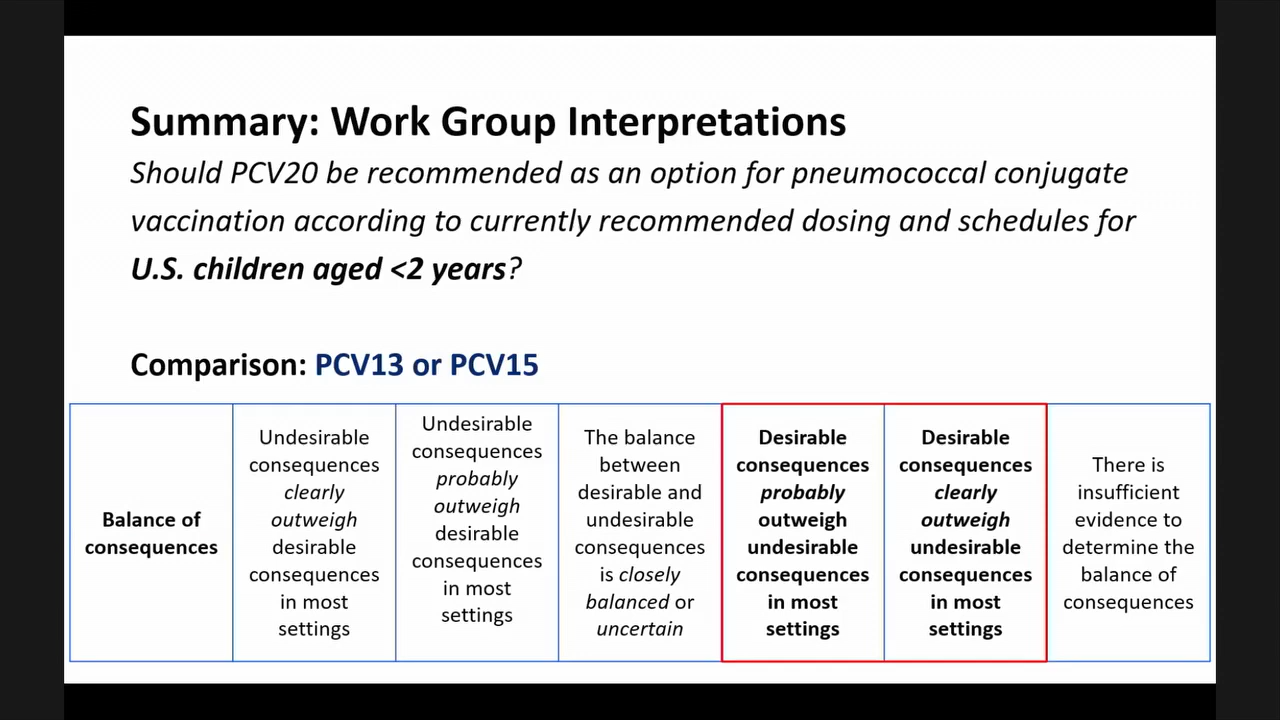 Summary: Work Group Interpretations
Should PCV20 be recommended as an option for pneumococcal conjugate
vaccination according to currently recommended dosing and schedules for
U.S. children aged <2 years?
Comparison: PCV13 or PCV15
Balance of
consequences
Undesirable
consequences
clearly
outweigh
desirable
consequences
in most
settings
Undesirable
consequences
probably
outweigh
desirable
consequences
in most
settings
The balance
between
desirable and
undesirable
consequences
is closely
balanced or
uncertain
Desirable
consequences
probably
outweigh
undesirable
consequences
in most
settings
Desirable
consequences
clearly
outweigh
undesirable
consequences
in most
settings
There is
insufficient
evidence to
determine the
balance of
consequences